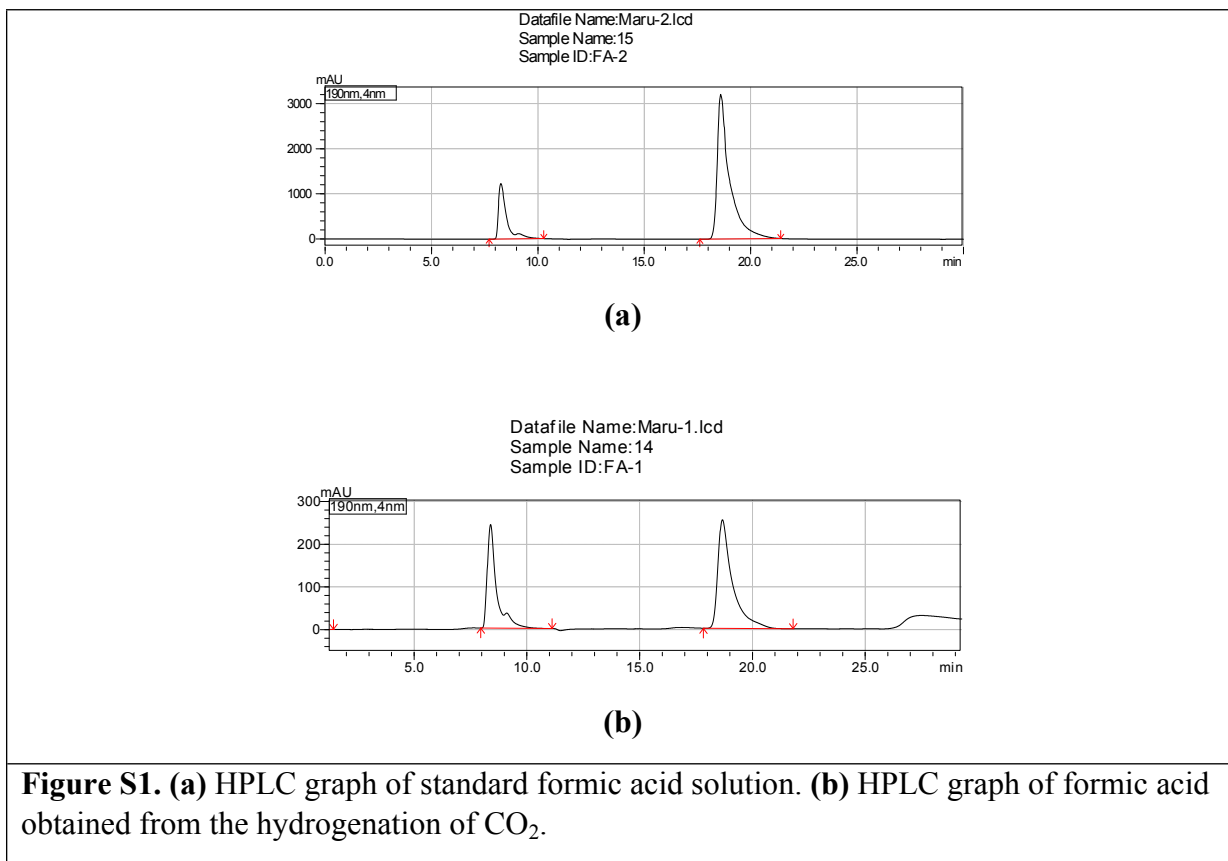 Datafile Name:Maru-2.lcd
Sample Name:15
Sample ID:FA-2
mAU
190nm,4nm
3000
2000
1000
0
0.0 5.0 10.0 15.0 20.0 25.0 min
(a)
Datafile Name:Maru-1.lcd
Sample Name:14
Sample ID:FA-1
mAU
300
190nm,4nm
200
100
0
5.0 10.0 15.0 20.0 25.0 min
(b)
Figure S1. (a) HPLC graph of standard formic acid solution. (b) HPLC graph of formic acid
obtained from the hydrogenation of CO₂.